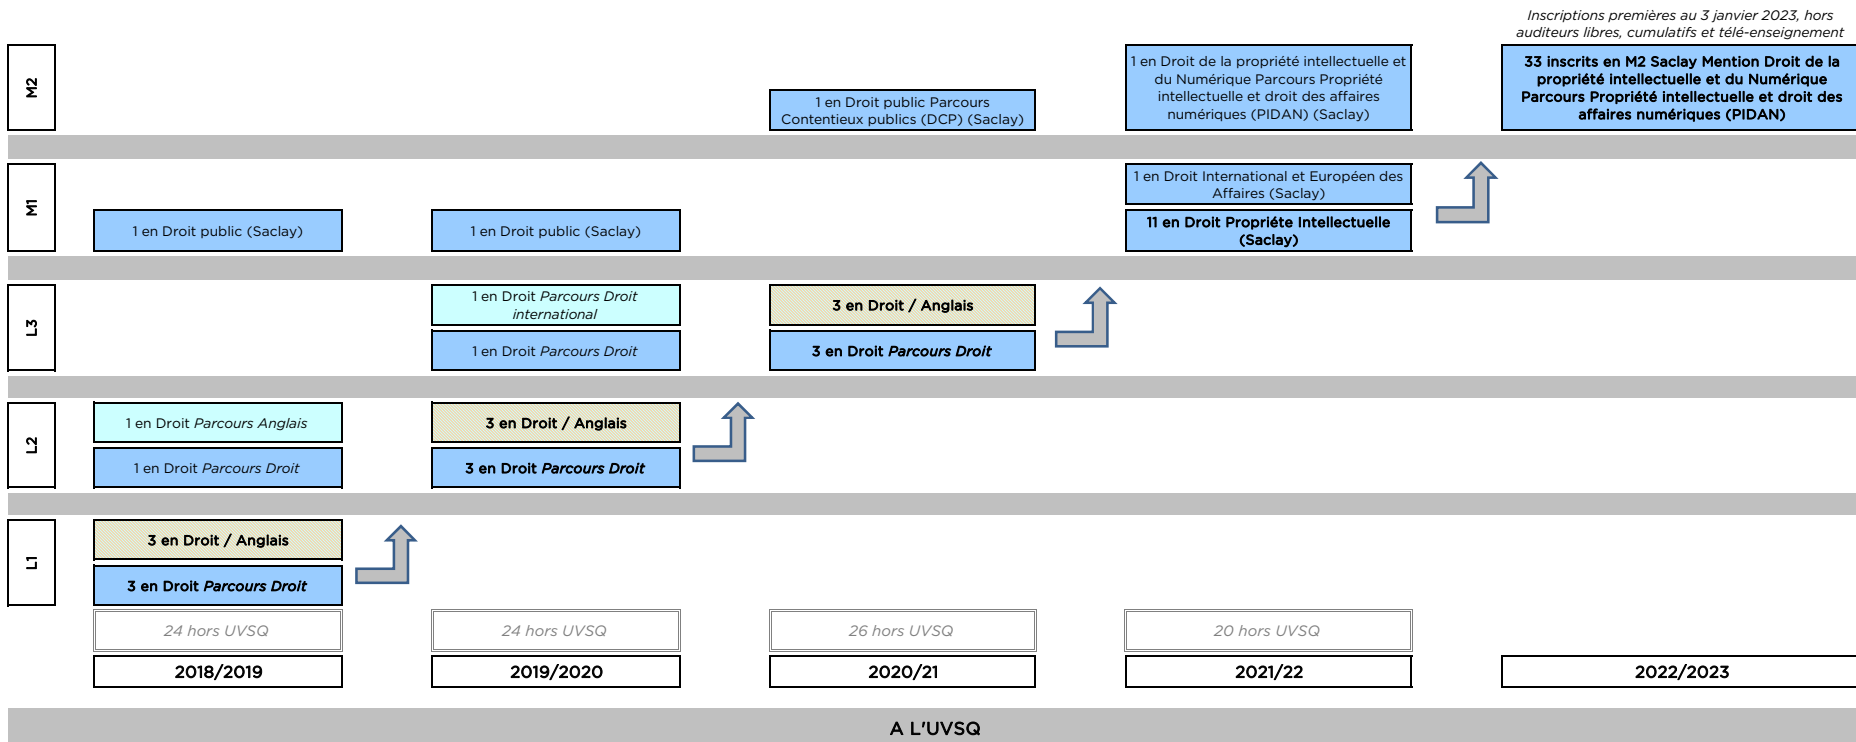 Inscriptions premières au 3 janvier 2023, hors
auditeurs libres, cumulatifs et télé-enseignement
M2
1 en Droit public Parcours
Contentieux publics (DCP) (Saclay)
1 en Droit de la propriété intellectuelle et
du Numérique Parcours Propriété
intellectuelle et droit des affaires
numériques (PIDAN) (Saclay)
33 inscrits en M2 Saclay Mention Droit de la
propriété intellectuelle et du Numérique
Parcours Propriété intellectuelle et droit des
affaires numériques (PIDAN)
M1
1 en Droit public (Saclay)
1 en Droit public (Saclay)
1 en Droit International et Européen des
Affaires (Saclay)
11 en Droit Propriéte Intellectuelle
(Saclay)
L3
1 en Droit Parcours Droit
international
1 en Droit Parcours Droit
3 en Droit / Anglais
3 en Droit Parcours Droit
L2
1 en Droit Parcours Anglais
1 en Droit Parcours Droit
3 en Droit / Anglais
3 en Droit Parcours Droit
L1
3 en Droit / Anglais
3 en Droit Parcours Droit
24 hors UVSQ
24 hors UVSQ
26 hors UVSQ
20 hors UVSQ
2018/2019
2019/2020
2020/21
2021/22
2022/2023
A L'UVSQ